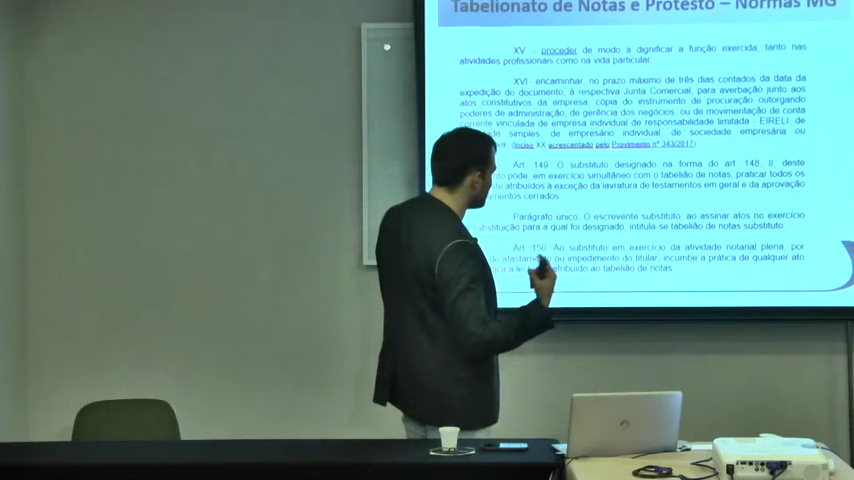 Tabelionato de Notas e Protesto – Normas MG
XV - proceder de modo a dignificar a função exercida, tanto nas
atividades profissionais como na vida particular;
XVI - encaminhar, no prazo máximo de três dias contados da data da
expedição do documento, à respectiva Junta Comercial, para averbação junto aos
atos constitutivos da empresa, cópia do instrumento de procuração outorgando
poderes de administração, de gerência dos negócios, ou de movimentação de conta
corrente vinculada de empresa individual de responsabilidade limitada - EIRELI, de
de simples, de empresário individual, de sociedade empresária ou
(Inciso XX acrescentado pelo Provimento nº 343/2017)
Art. 149. O substituto designado na forma do art. 148, II, deste
pode, em exercício simultâneo com o tabelião de notas, praticar todos os
atribuídos à exceção da lavratura de testamentos em geral e da aprovação
cerrados.
Parágrafo único. O escrevente substituto, ao assinar atos no exercício
substituição para a qual foi designado, intitula-se tabelião de notas substituto.
Art. 150. Ao substituto em exercício da atividade notarial plena, por
afastamento ou impedimento do titular, incumbe a prática de qualquer ato
atribuído ao tabelião de notas.
hp